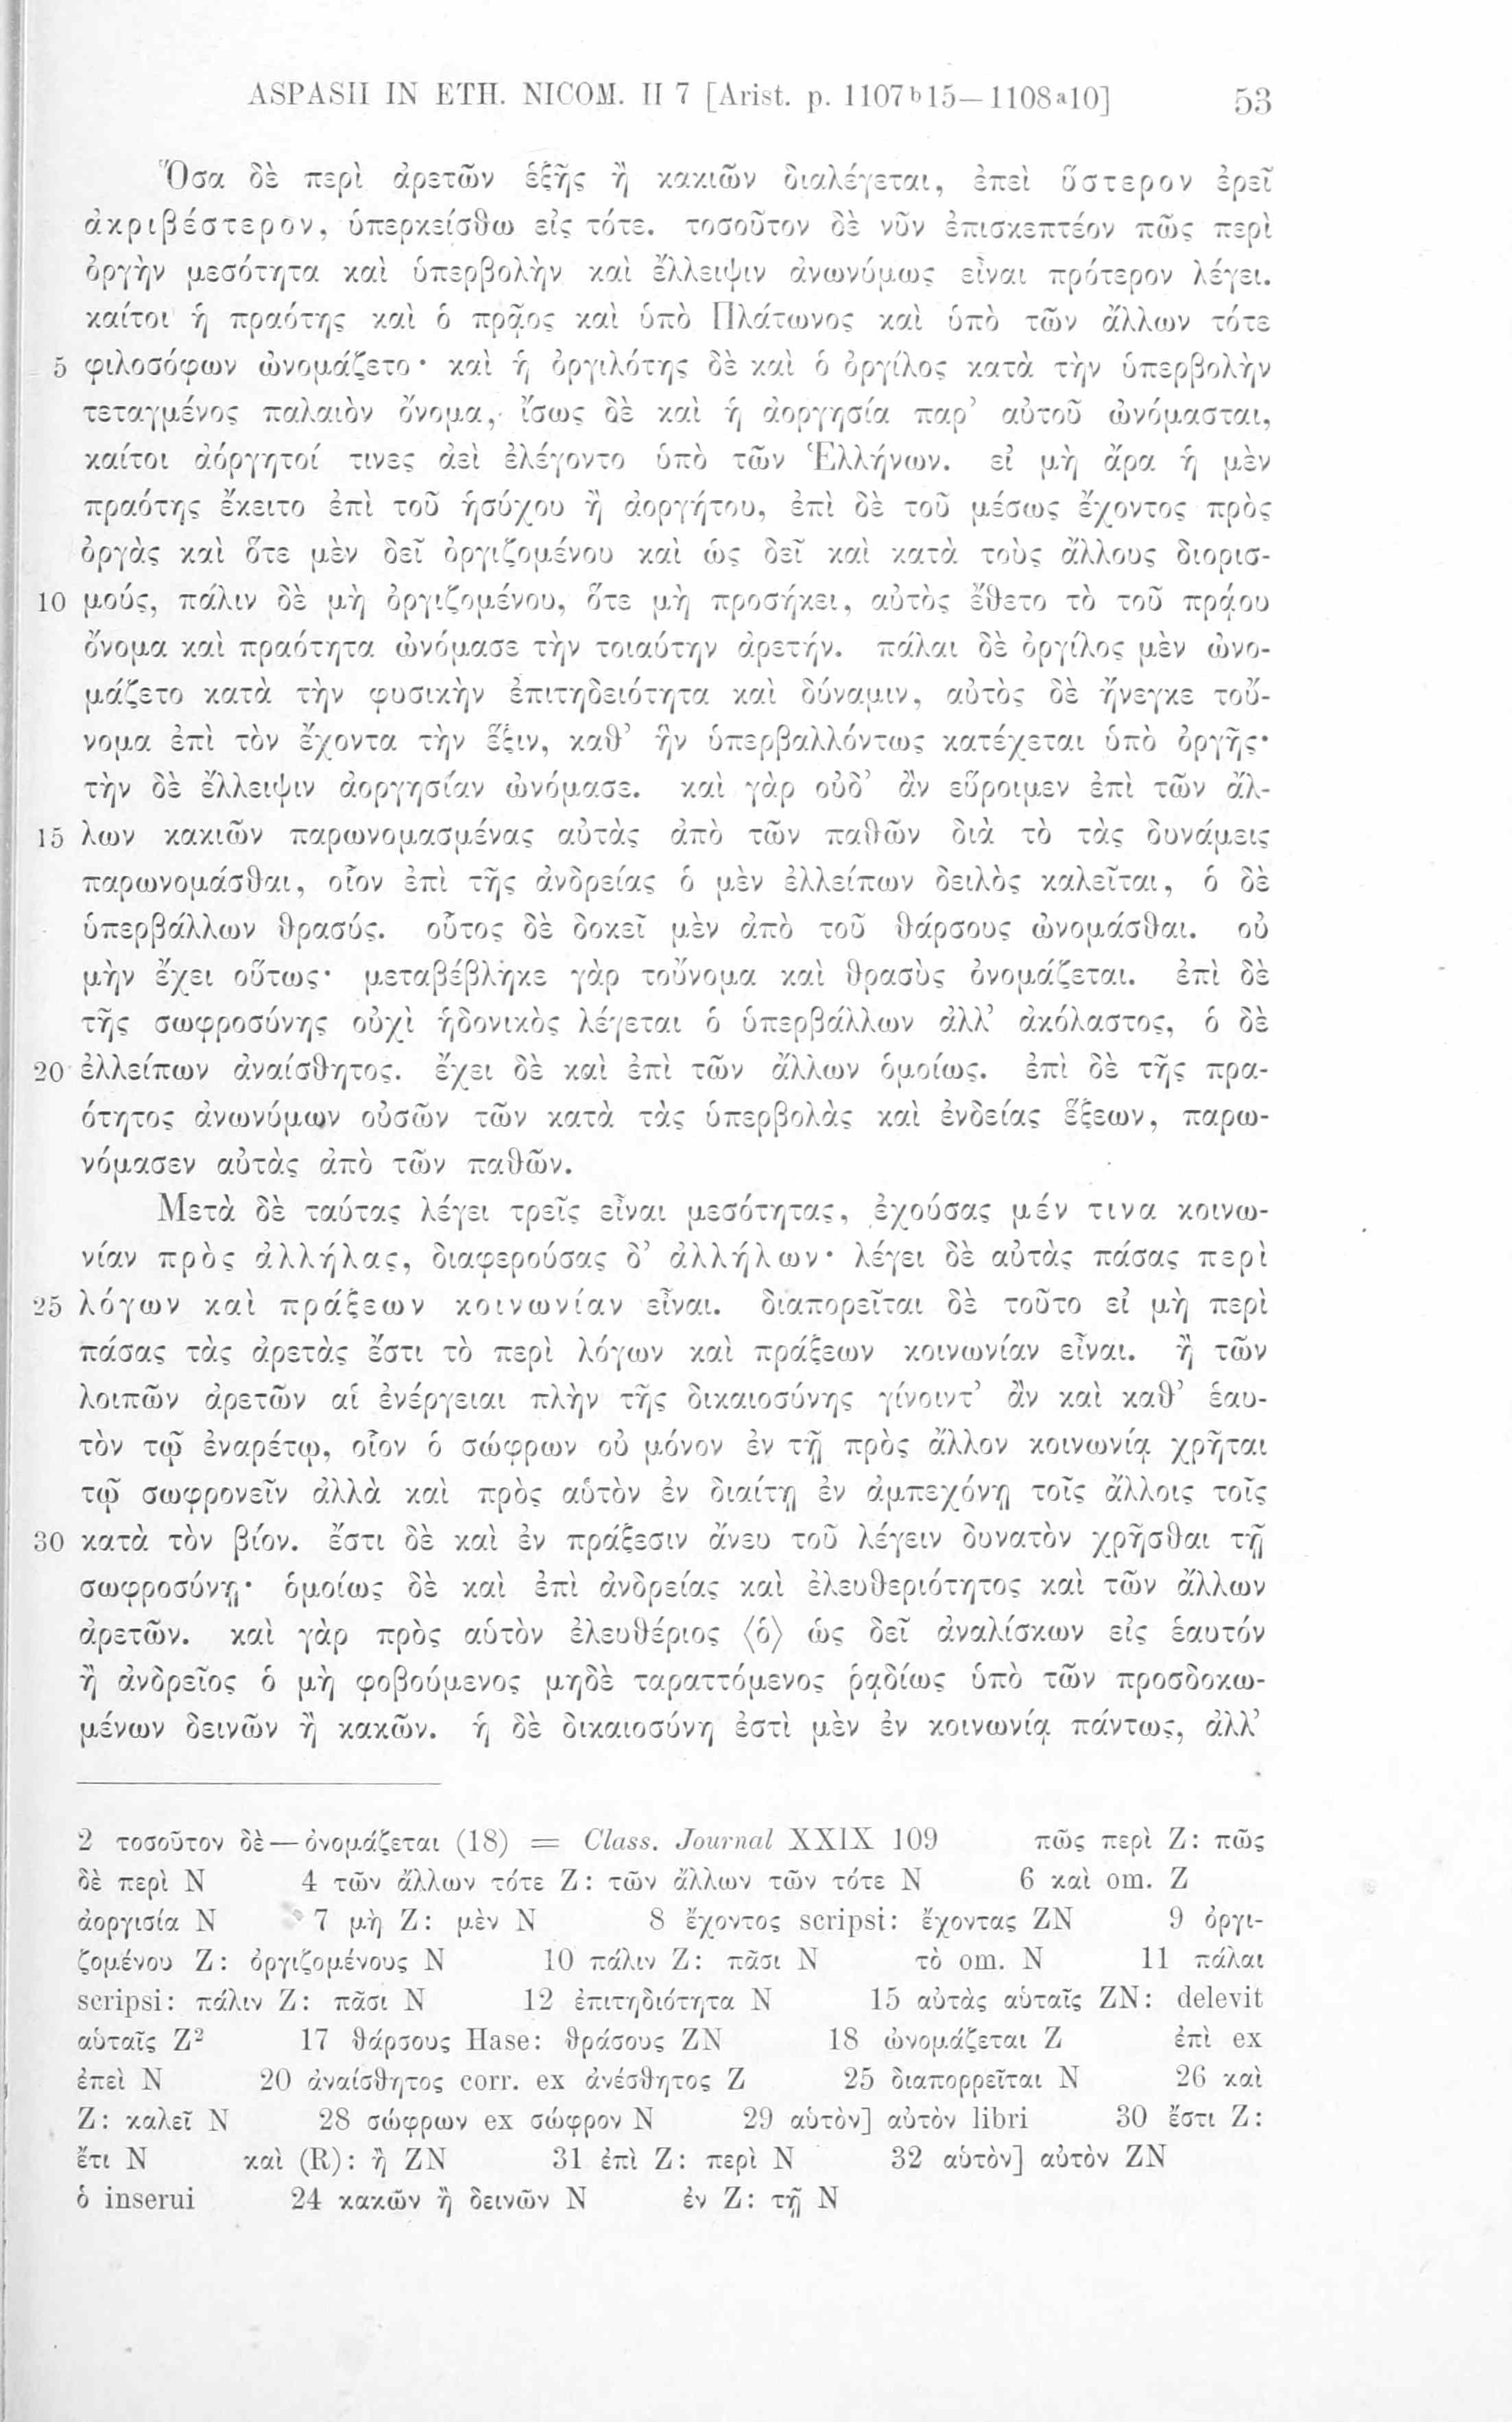 ASPASII IN ETH. NICOM. II 7 [Arist. p. 1107ᵇ15—1108ᵃ10] 53
Ὅσα δὲ περὶ ἀρετῶν ἑξῆς ἢ κακιῶν διαλέγεται, ἐπεὶ ὕστερον ἐρεῖ
ἀκριβέστερον, ὑπερκείσθω εἰς τότε. τοσοῦτον δὲ νῦν ἐπισκεπτέον πῶς περὶ
ὀργὴν μεσότητα καὶ ὑπερβολὴν καὶ ἔλλειψιν ἀνωνύμως εἶναι πρότερον λέγει.
καίτοι ἡ πραότης καὶ ὁ πρᾷος καὶ ὑπὸ Πλάτωνος καὶ ὑπὸ τῶν ἄλλων τότε
5 φιλοσόφων ὠνομάζετο· καὶ ἡ ὀργιλότης δὲ καὶ ὁ ὀργίλος κατὰ τὴν ὑπερβολὴν
τεταγμένος παλαιὸν ὄνομα, ἴσως δὲ καὶ ἡ ἀοργησία παρ’ αὐτοῦ ὠνόμασται,
καίτοι ἀόργητοί τινες ἀεὶ ἐλέγοντο ὑπὸ τῶν Ἑλλήνων. εἰ μὴ ἄρα ἡ μὲν
πραότης ἔκειτο ἐπὶ τοῦ ἡσύχου ἢ ἀοργήτου, ἐπὶ δὲ τοῦ μέσως ἔχοντος πρὸς
ὀργὰς καὶ ὅτε μὲν δεῖ ὀργιζομένου καὶ ὡς δεῖ καὶ κατὰ τοὺς ἄλλους διορισ-
10 μούς, πάλιν δὲ μὴ ὀργιζομένου, ὅτε μὴ προσήκει, αὐτὸς ἔθετο τὸ τοῦ πράου
ὄνομα καὶ πραότητα ὠνόμασε τὴν τοιαύτην ἀρετήν. πάλαι δὲ ὀργίλος μὲν ὠνο-
μάζετο κατὰ τὴν φυσικὴν ἐπιτηδειότητα καὶ δύναμιν, αὐτὸς δὲ ἤνεγκε τοὔ-
νομα ἐπὶ τὸν ἔχοντα τὴν ἕξιν, καθ’ ἣν ὑπερβαλλόντως κατέχεται ὑπὸ ὀργῆς·
τὴν δὲ ἔλλειψιν ἀοργησίαν ὠνόμασε. καὶ γὰρ οὐδ’ ἂν εὕροιμεν ἐπὶ τῶν ἄλ-
15 λων κακιῶν παρωνομασμένας αὐτὰς ἀπὸ τῶν παθῶν διὰ τὸ τὰς δυνάμεις
παρωνομάσθαι, οἷον ἐπὶ τῆς ἀνδρείας ὁ μὲν ἐλλείπων δειλὸς καλεῖται, ὁ δὲ
ὑπερβάλλων θρασύς. οὗτος δὲ δοκεῖ μὲν ἀπὸ τοῦ θάρσους ὠνομάσθαι. οὐ
μὴν ἔχει οὕτως· μεταβέβληκε γὰρ τοὔνομα καὶ θρασὺς ὀνομάζεται. ἐπὶ δὲ
τῆς σωφροσύνης οὐχὶ ἡδονικὸς λέγεται ὁ ὑπερβάλλων ἀλλ’ ἀκόλαστος, ὁ δὲ
20 ἐλλείπων ἀναίσθητος. ἔχει δὲ καὶ ἐπὶ τῶν ἄλλων ὁμοίως. ἐπὶ δὲ τῆς πρα-
ότητος ἀνωνύμων οὐσῶν τῶν κατὰ τὰς ὑπερβολὰς καὶ ἐνδείας ἕξεων, παρω-
νόμασεν αὐτὰς ἀπὸ τῶν παθῶν.
Μετὰ δὲ ταύτας λέγει τρεῖς εἶναι μεσότητας, ἐχούσας μέν τινα κοινω-
νίαν πρὸς ἀλλήλας, διαφερούσας δ’ ἀλλήλων· λέγει δὲ αὐτὰς πάσας περὶ
25 λόγων καὶ πράξεων κοινωνίαν εἶναι. διαπορεῖται δὲ τοῦτο εἰ μὴ περὶ
πάσας τὰς ἀρετὰς ἔστι τὸ περὶ λόγων καὶ πράξεων κοινωνίαν εἶναι. ἢ τῶν
λοιπῶν ἀρετῶν αἱ ἐνέργειαι πλὴν τῆς δικαιοσύνης γίνοιντ’ ἂν καὶ καθ’ ἑαυ-
τὸν τῷ ἐναρέτῳ, οἷον ὁ σώφρων οὐ μόνον ἐν τῇ πρὸς ἄλλον κοινωνίᾳ χρῆται
τῷ σωφρονεῖν ἀλλὰ καὶ πρὸς αὑτὸν ἐν διαίτῃ ἐν ἀμπεχόνῃ τοῖς ἄλλοις τοῖς
30 κατὰ τὸν βίον. ἔστι δὲ καὶ ἐν πράξεσιν ἄνευ τοῦ λέγειν δυνατὸν χρῆσθαι τῇ
σωφροσύνῃ· ὁμοίως δὲ καὶ ἐπὶ ἀνδρείας καὶ ἐλευθεριότητος καὶ τῶν ἄλλων
ἀρετῶν. καὶ γὰρ πρὸς αὑτὸν ἐλευθέριος ⟨ὁ⟩ ὡς δεῖ ἀναλίσκων εἰς ἑαυτόν
ἢ ἀνδρεῖος ὁ μὴ φοβούμενος μηδὲ ταραττόμενος ῥᾳδίως ὑπὸ τῶν προσδοκω-
μένων δεινῶν ἢ κακῶν. ἡ δὲ δικαιοσύνη ἐστὶ μὲν ἐν κοινωνίᾳ πάντως, ἀλλ’
2 τοσοῦτον δὲ—ὀνομάζεται (18) = Class. Journal XXIX 109 πῶς περὶ Z: πῶς
δὲ περὶ N 4 τῶν ἄλλων τότε Z: τῶν ἄλλων τῶν τότε N 6 καὶ om. Z
ἀοργισία N 7 μὴ Z: μὲν N 8 ἔχοντος scripsi: ἔχοντας ZN 9 ὀργι-
ζομένου Z: ὀργιζομένους N 10 πάλιν Z: πᾶσι N τὸ om. N 11 πάλαι
scripsi: πάλιν Z: πᾶσι N 12 ἐπιτηδιότητα N 15 αὐτὰς αὑταῖς ZN: delevit
αὑταῖς Z² 17 θάρσους Hase: θράσους ZN 18 ὠνομάζεται Z ἐπὶ ex
ἐπεὶ N 20 ἀναίσθητος corr. ex ἀνέσθητος Z 25 διαπορρεῖται N 26 καὶ
Z: καλεῖ N 28 σώφρων ex σώφρον N 29 αὑτὸν] αὐτὸν libri 30 ἔστι Z:
ἔτι N καὶ (R): ἢ ZN 31 ἐπὶ Z: περὶ N 32 αὑτὸν] αὐτὸν ZN
ὁ inserui 24 κακῶν ἢ δεινῶν N ἐν Z: τῇ N